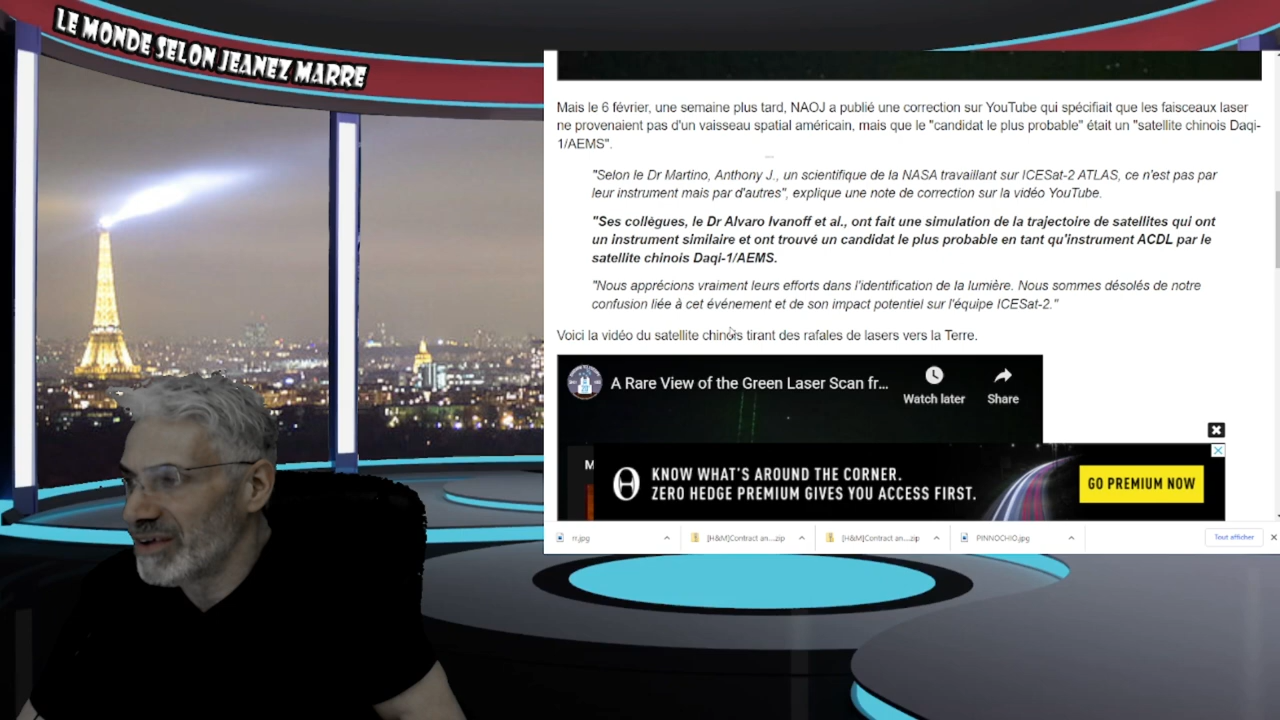 LE MONDE SELON JEANEZ MARRE
Mais le 6 février, une semaine plus tard, NAOJ a publié une correction sur YouTube qui spécifiait que les faisceaux laser
ne provenaient pas d'un vaisseau spatial américain, mais que le "candidat le plus probable" était un "satellite chinois Daqi-
1/AEMS".
"Selon le Dr Martino, Anthony J., un scientifique de la NASA travaillant sur ICESat-2 ATLAS, ce n'est pas par
leur instrument mais par d'autres", explique une note de correction sur la vidéo YouTube.
"Ses collègues, le Dr Alvaro Ivanoff et al., ont fait une simulation de la trajectoire de satellites qui ont
un instrument similaire et ont trouvé un candidat le plus probable en tant qu'instrument ACDL par le
satellite chinois Daqi-1/AEMS.
"Nous apprécions vraiment leurs efforts dans l'identification de la lumière. Nous sommes désolés de notre
confusion liée à cet événement et de son impact potentiel sur l'équipe ICESat-2."
Voici la vidéo du satellite chinois tirant des rafales de lasers vers la Terre.
A Rare View of the Green Laser Scan fr...
Watch later
Share
M
KNOW WHAT'S AROUND THE CORNER.
ZERO HEDGE PREMIUM GIVES YOU ACCESS FIRST.
GO PREMIUM NOW
rr.jpg
[H&M]Contract an....zip
[H&M]Contract an....zip
PINNOCHIO.jpg
Tout afficher